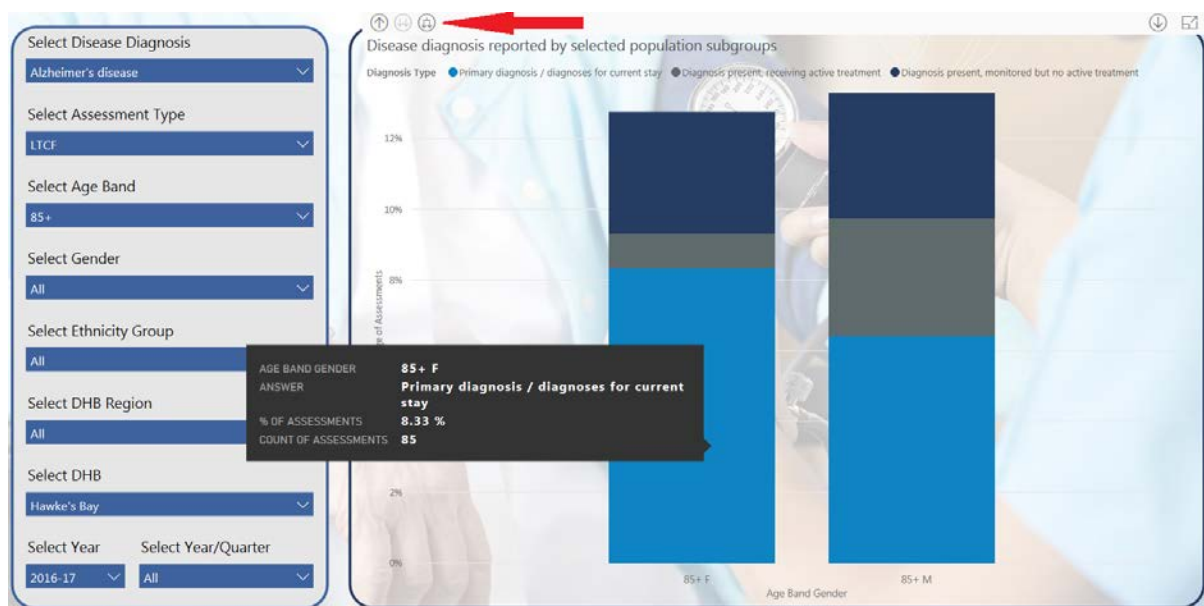 Select Disease Diagnosis
Alzheimer's disease
Select Assessment Type
LTCF
Select Age Band
85+
Select Gender
All
Select Ethnicity Group
All
Select DHB Region
All
Select DHB
Hawke's Bay
Select Year Select Year/Quarter
2016-17 All
Disease diagnosis reported by selected population subgroups
Diagnosis Type Primary diagnosis / diagnoses for current stay Diagnosis present, receiving active treatment Diagnosis present, monitored but no active treatment
12%
10%
8%
2%
0%
of Assessments
AGE BAND GENDER 85+ F
ANSWER Primary diagnosis / diagnoses for current
stay
% OF ASSESSMENTS 8.33 %
COUNT OF ASSESSMENTS 85
85+ F 85+ M
Age Band Gender